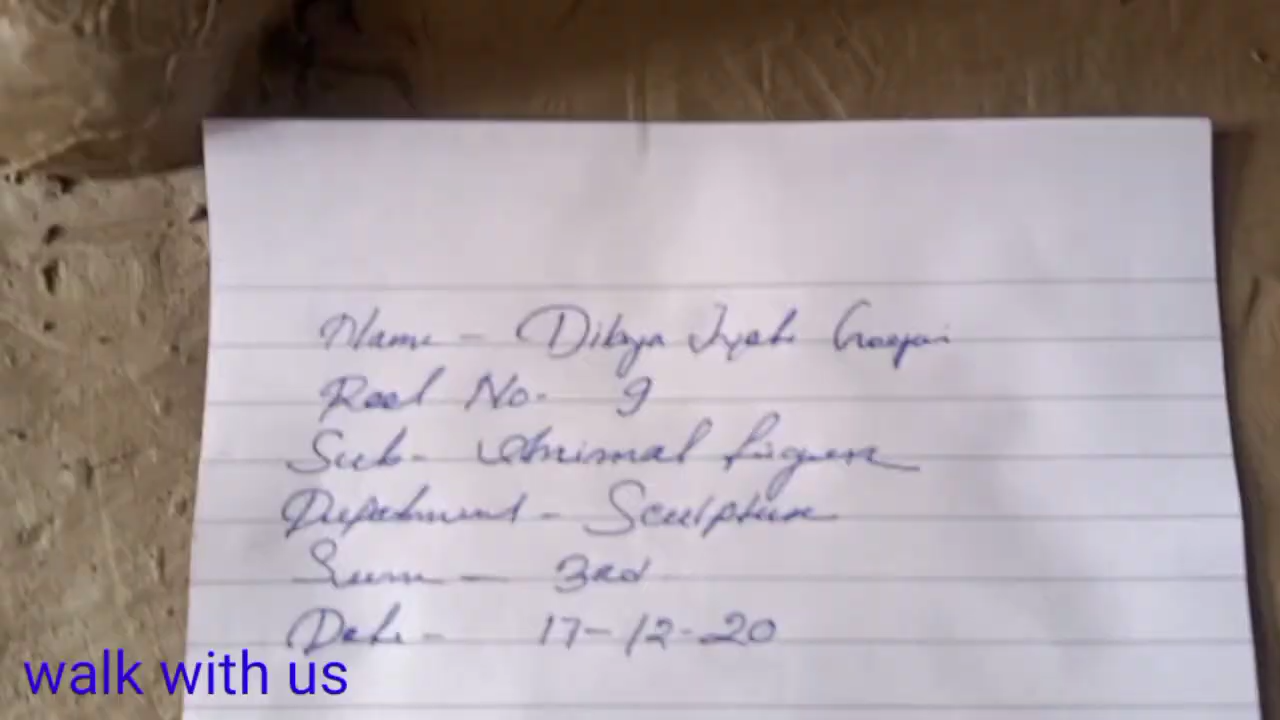 Name - Dibya Jyoti Gogoi
Roll No. 9
Sub- Animal figure
Department - Sculpture
Sem - 3rd
Date - 17-12-20
walk with us